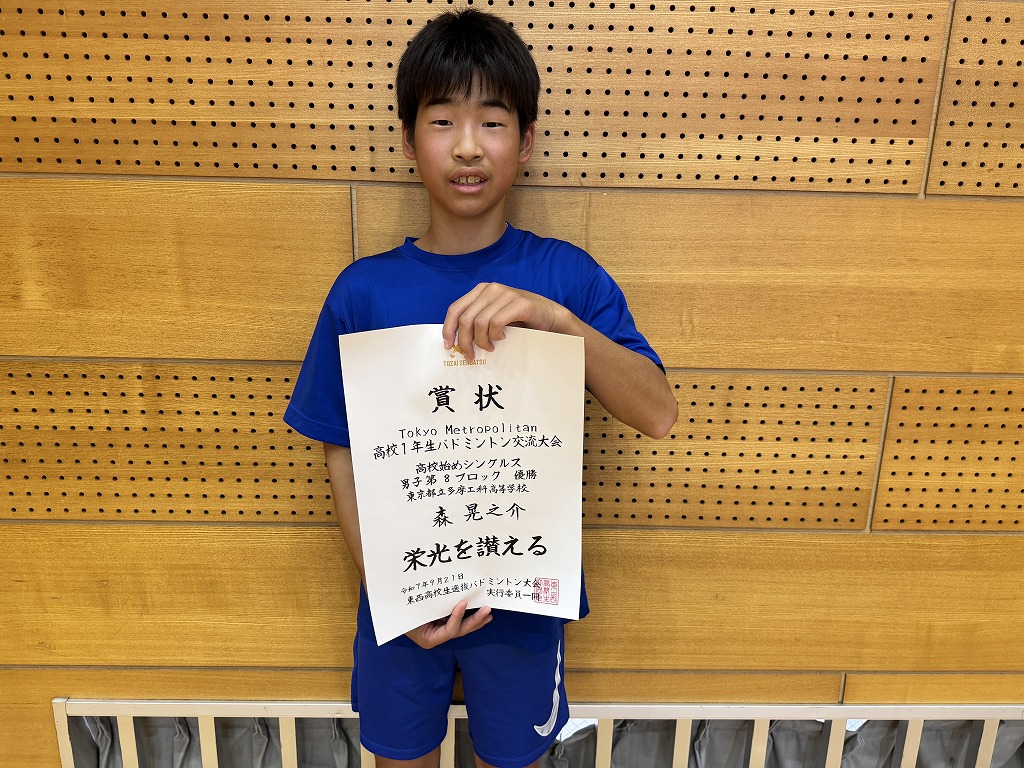 TOZAI SENBATSU
賞状
Tokyo Metropolitan
高校1年生バドミントン交流大会
高校始めシングルス
男子第8ブロック 優勝
東京都立多摩工科高等学校
森 晃之介
栄光を讃える
令和7年9月21日
東西高校生選抜バドミントン大会
実行委員一同